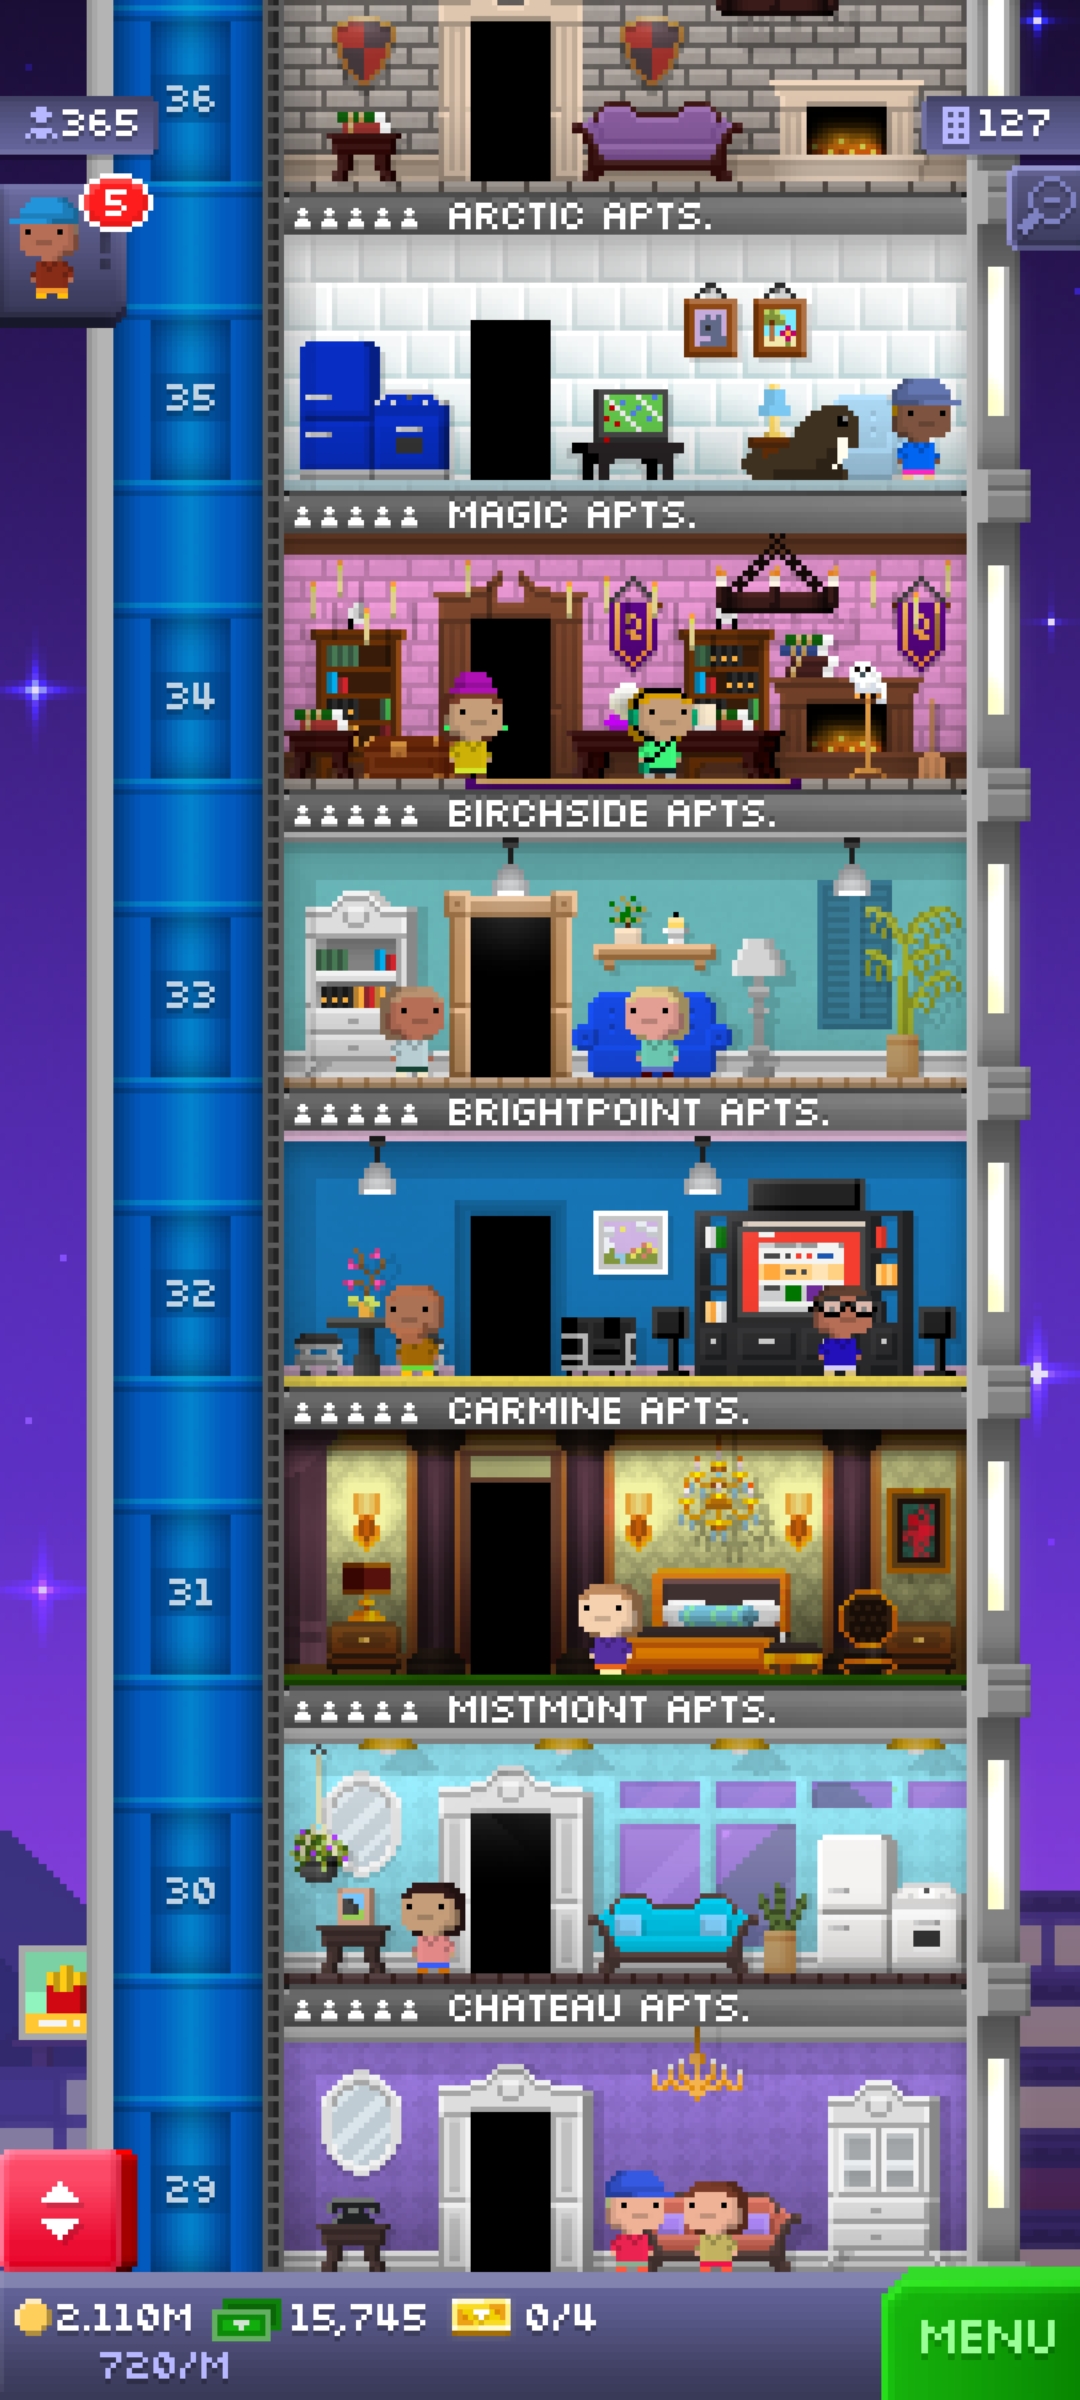 36
365
127
5
ARCTIC APTS.
35
MAGIC APTS.
34
BIRCHSIDE APTS.
33
BRIGHTPOINT APTS.
32
CARMINE APTS.
31
MISTMONT APTS.
30
CHATEAU APTS.
29
2.110M 15,745 0/4
720/M
MENU